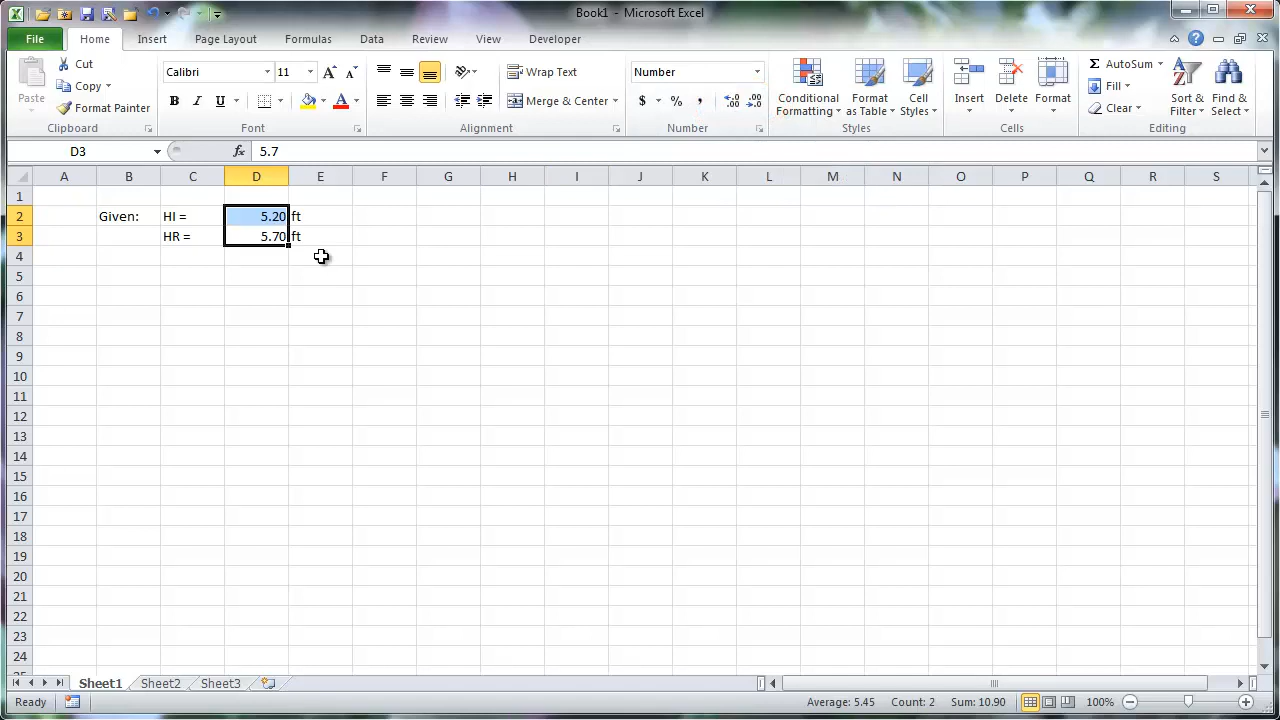 Book1 - Microsoft Excel
File Home Insert Page Layout Formulas Data Review View Developer
Paste
Cut
Copy
Format Painter
Clipboard
Calibri 11
B I U
Font
Wrap Text
Merge & Center
Alignment
Number
$ % ,
Number
Conditional Formatting
Format as Table
Cell Styles
Styles
Insert
Delete
Format
Cells
Σ AutoSum
Fill
Clear
Sort & Filter
Find & Select
Editing
D3 fx 5.7
A B C D E F G H I J K L M N O P Q R S
1
2 Given: HI = 5.20 ft
3 HR = 5.70 ft
4
5
6
7
8
9
10
11
12
13
14
15
16
17
18
19
20
21
22
23
24
Sheet1 Sheet2 Sheet3
Ready Average: 5.45 Count: 2 Sum: 10.90 100%